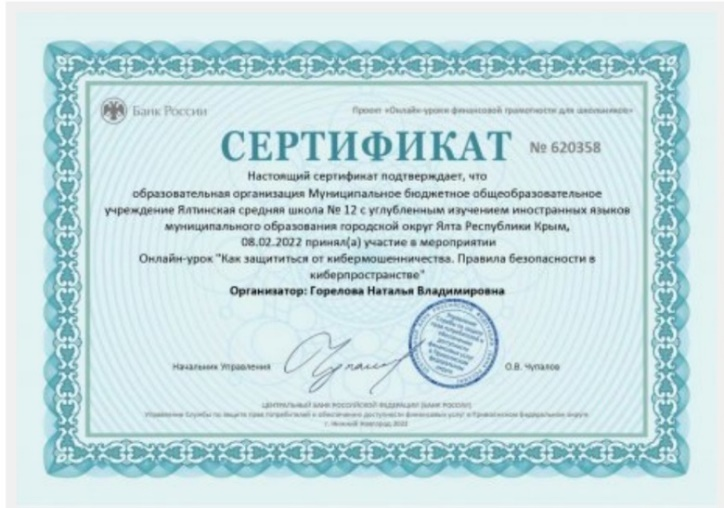 Банк России
Проект «Онлайн-уроки финансовой грамотности для школьников»
СЕРТИФИКАТ № 620358
Настоящий сертификат подтверждает, что
образовательная организация Муниципальное бюджетное общеобразовательное
учреждение Ялтинская средняя школа № 12 с углубленным изучением иностранных языков
муниципального образования городской округ Ялта Республики Крым,
08.02.2022 принял(а) участие в мероприятии
Онлайн-урок "Как защититься от кибермошенничества. Правила безопасности в
киберпространстве"
Организатор: Горелова Наталья Владимировна
Начальник Управления
О.В. Чупалов
ЦЕНТРАЛЬНЫЙ БАНК РОССИЙСКОЙ ФЕДЕРАЦИИ (БАНК РОССИИ)
Управление Службы по защите прав потребителей и обеспечению доступности финансовых услуг в Приволжском федеральном округе
г. Нижний Новгород, 2022